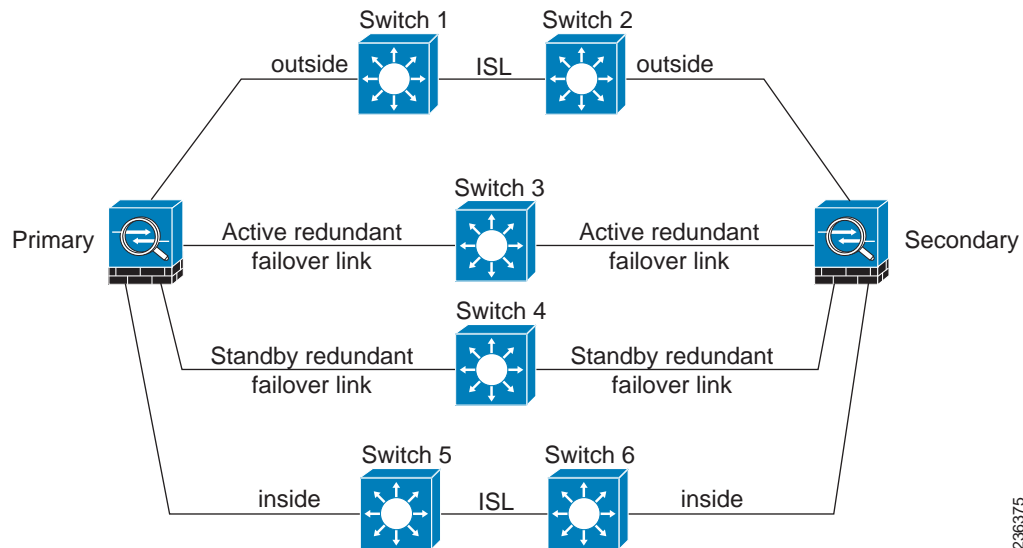 Switch 1
Switch 2
outside
ISL
outside
Switch 3
Primary
Active redundant
failover link
Active redundant
failover link
Secondary
Switch 4
Standby redundant
failover link
Standby redundant
failover link
Switch 5
Switch 6
inside
ISL
inside
236375